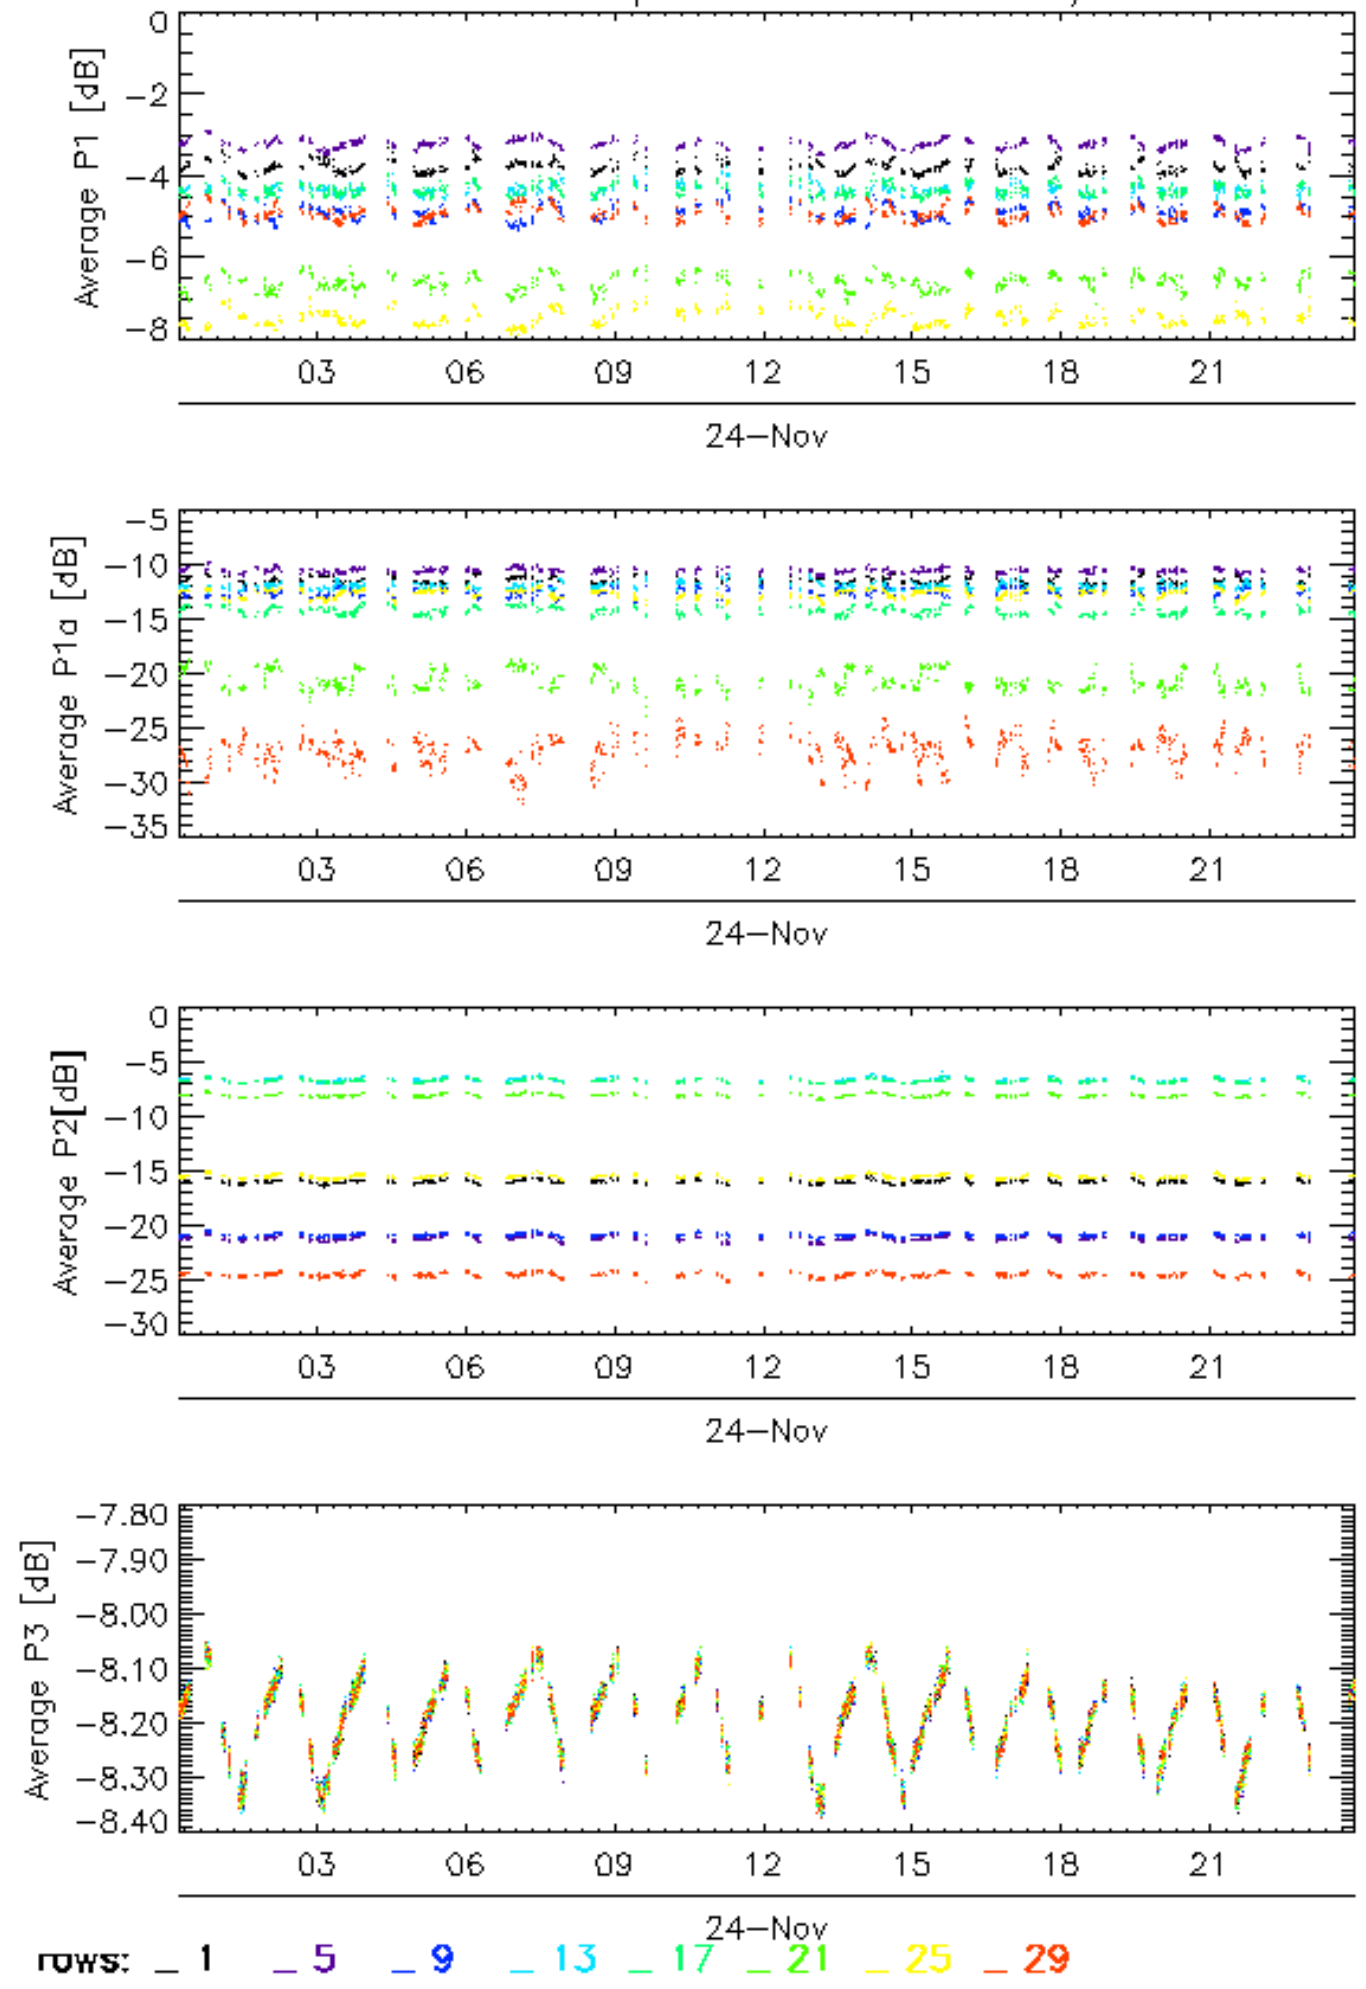 Average P1 [dB]
0
−2
−4
−6
−8
03 06 09 12 15 18 21
24−Nov
Average P1a [dB]
−5
−10
−15
−20
−25
−30
−35
03 06 09 12 15 18 21
24−Nov
Average P2[dB]
0
−5
−10
−15
−20
−25
−30
03 06 09 12 15 18 21
24−Nov
Average P3 [dB]
−7.80
−7.90
−8.00
−8.10
−8.20
−8.30
−8.40
03 06 09 12 15 18 21
24−Nov
rows: _ 1 _ 5 _ 9 _ 13 _ 17 _ 21 _ 25 _ 29